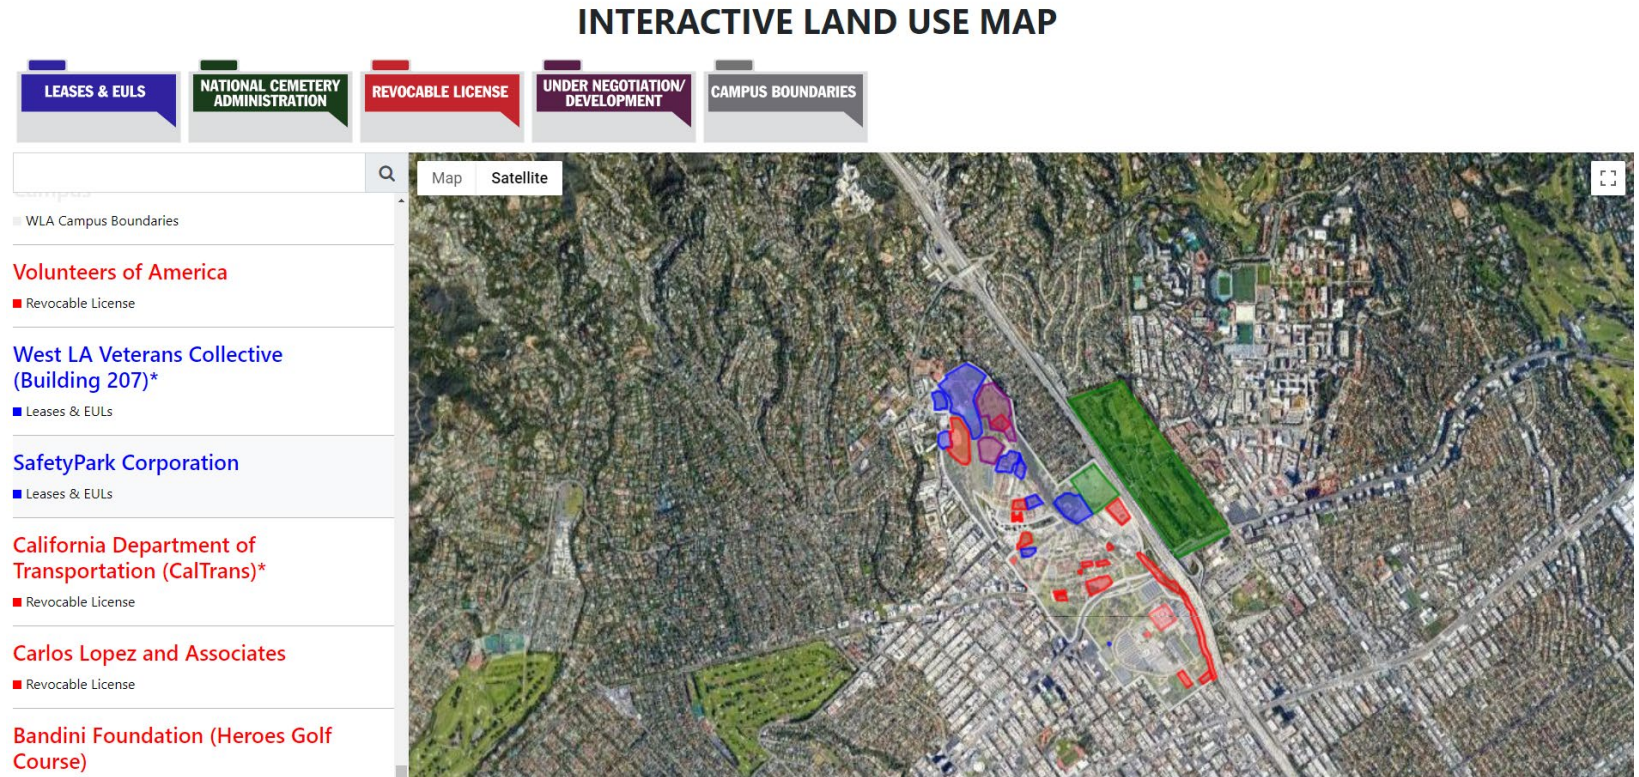 INTERACTIVE LAND USE MAP
LEASES & EULS
NATIONAL CEMETERY
ADMINISTRATION
REVOCABLE LICENSE
UNDER NEGOTIATION/
DEVELOPMENT
CAMPUS BOUNDARIES
Map
Satellite
Campus
WLA Campus Boundaries
Volunteers of America
Revocable License
West LA Veterans Collective
(Building 207)*
Leases & EULs
SafetyPark Corporation
Leases & EULs
California Department of
Transportation (CalTrans)*
Revocable License
Carlos Lopez and Associates
Revocable License
Bandini Foundation (Heroes Golf
Course)